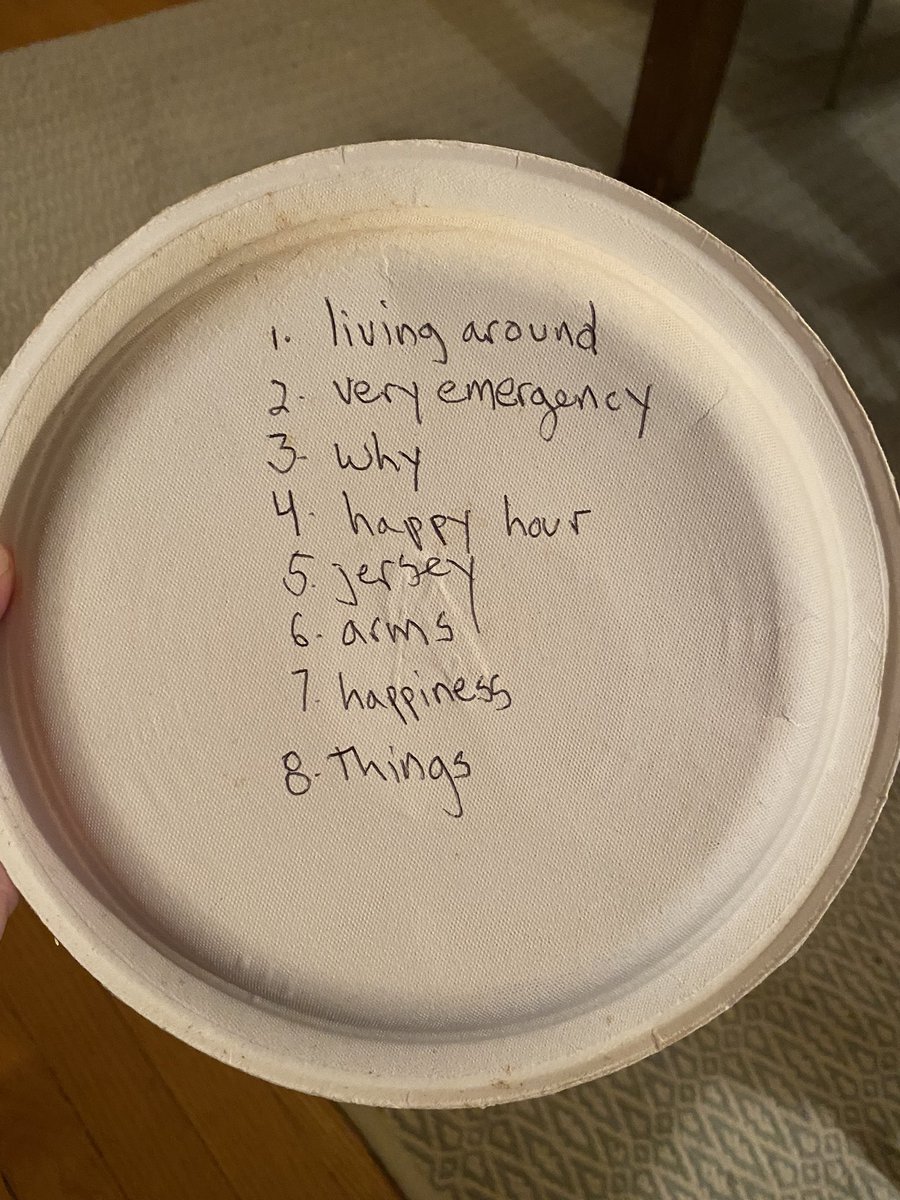 1. living around
2. very emergency
3. why
4. happy hour
5. jersey
6. arms
7. happiness
8. Things